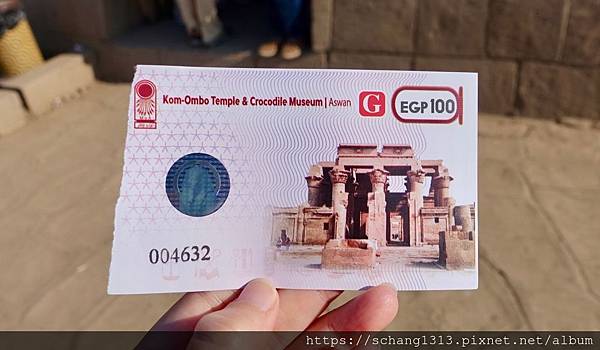 Kom-Ombo Temple & Crocodile Museum | Aswan
G
EGP100
004632
https://schang1313.pixnet.net/album